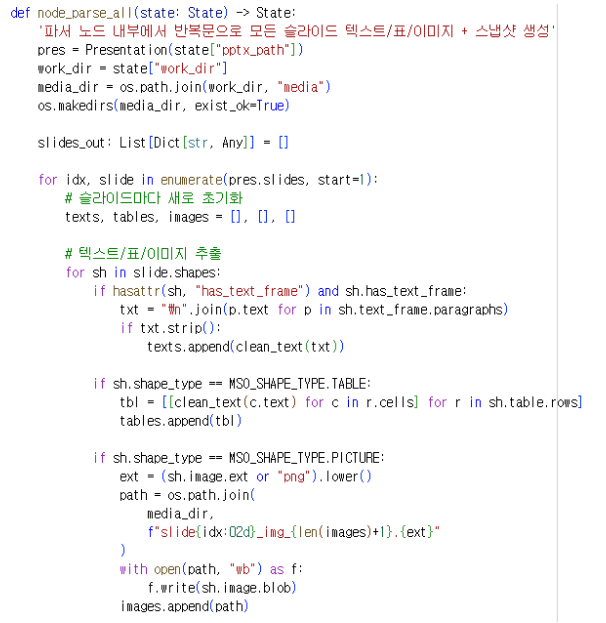 def node_parse_all(state: State) -> State:
    '파서 노드 내부에서 반복문으로 모든 슬라이드 텍스트/표/이미지 + 스냅샷 생성'
    pres = Presentation(state["pptx_path"])
    work_dir = state["work_dir"]
    media_dir = os.path.join(work_dir, "media")
    os.makedirs(media_dir, exist_ok=True)

    slides_out: List[Dict[str, Any]] = []

    for idx, slide in enumerate(pres.slides, start=1):
        # 슬라이드마다 새로 초기화
        texts, tables, images = [], [], []

        # 텍스트/표/이미지 추출
        for sh in slide.shapes:
            if hasattr(sh, "has_text_frame") and sh.has_text_frame:
                txt = "₩n".join(p.text for p in sh.text_frame.paragraphs)
                if txt.strip():
                    texts.append(clean_text(txt))

            if sh.shape_type == MSO_SHAPE_TYPE.TABLE:
                tbl = [[clean_text(c.text) for c in r.cells] for r in sh.table.rows]
                tables.append(tbl)

            if sh.shape_type == MSO_SHAPE_TYPE.PICTURE:
                ext = (sh.image.ext or "png").lower()
                path = os.path.join(
                    media_dir,
                    f"slide{idx:02d}_img_{len(images)+1}.{ext}"
                )
                with open(path, "wb") as f:
                    f.write(sh.image.blob)
                images.append(path)